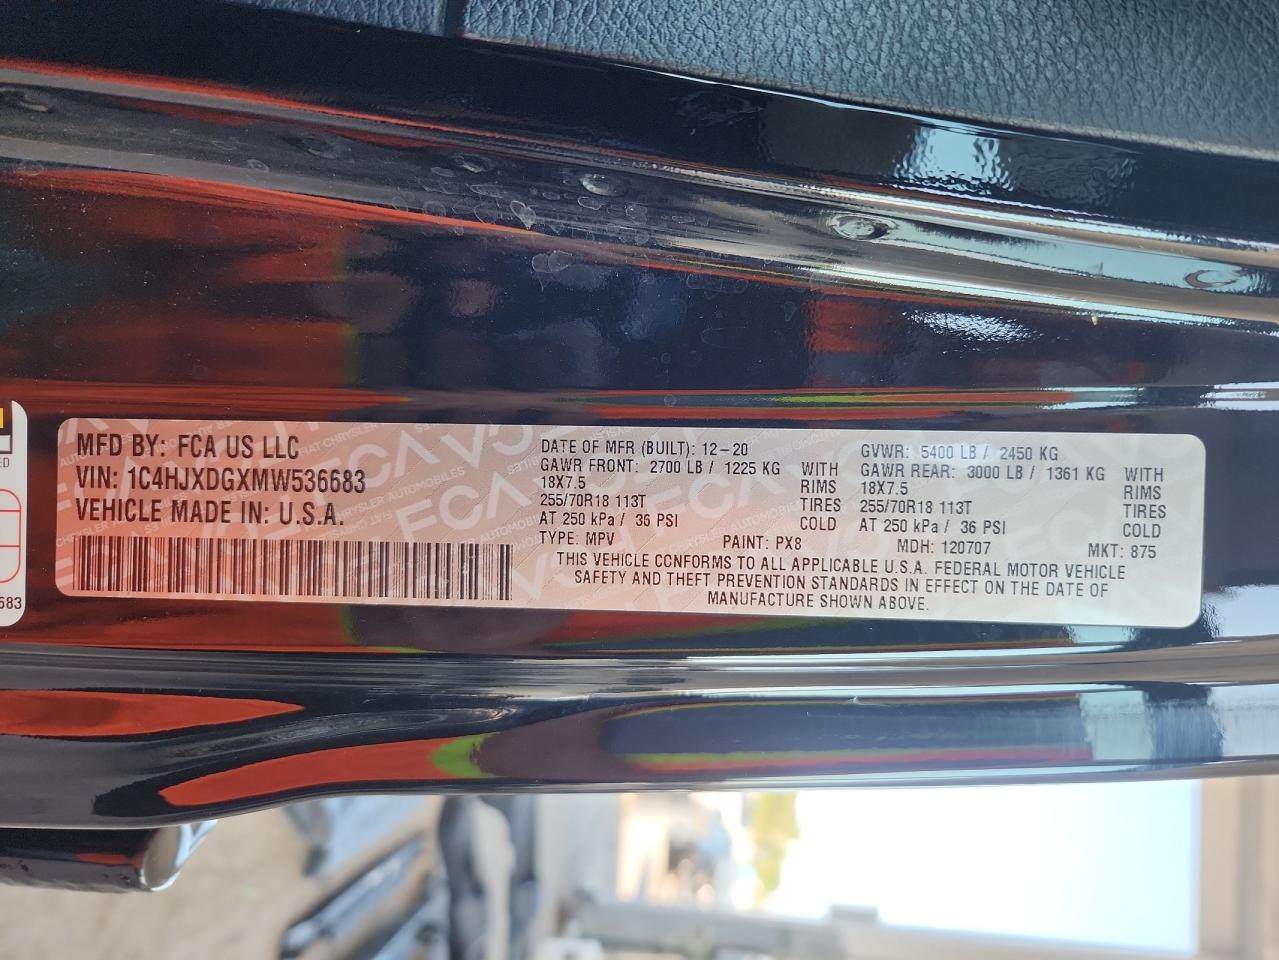 MFD BY: FCA US LLC
VIN: 1C4HJXDGXMW536683
VEHICLE MADE IN: U.S.A.
DATE OF MFR (BUILT): 12-20 GVWR: 5400 LB / 2450 KG
GAWR FRONT: 2700 LB / 1225 KG WITH GAWR REAR: 3000 LB / 1361 KG WITH
18X7.5 RIMS 18X7.5 RIMS
255/70R18 113T TIRES 255/70R18 113T TIRES
AT 250 kPa / 36 PSI COLD AT 250 kPa / 36 PSI COLD
TYPE: MPV PAINT: PX8 MDH: 120707 MKT: 875
THIS VEHICLE CONFORMS TO ALL APPLICABLE U.S.A. FEDERAL MOTOR VEHICLE
SAFETY AND THEFT PREVENTION STANDARDS IN EFFECT ON THE DATE OF
MANUFACTURE SHOWN ABOVE.